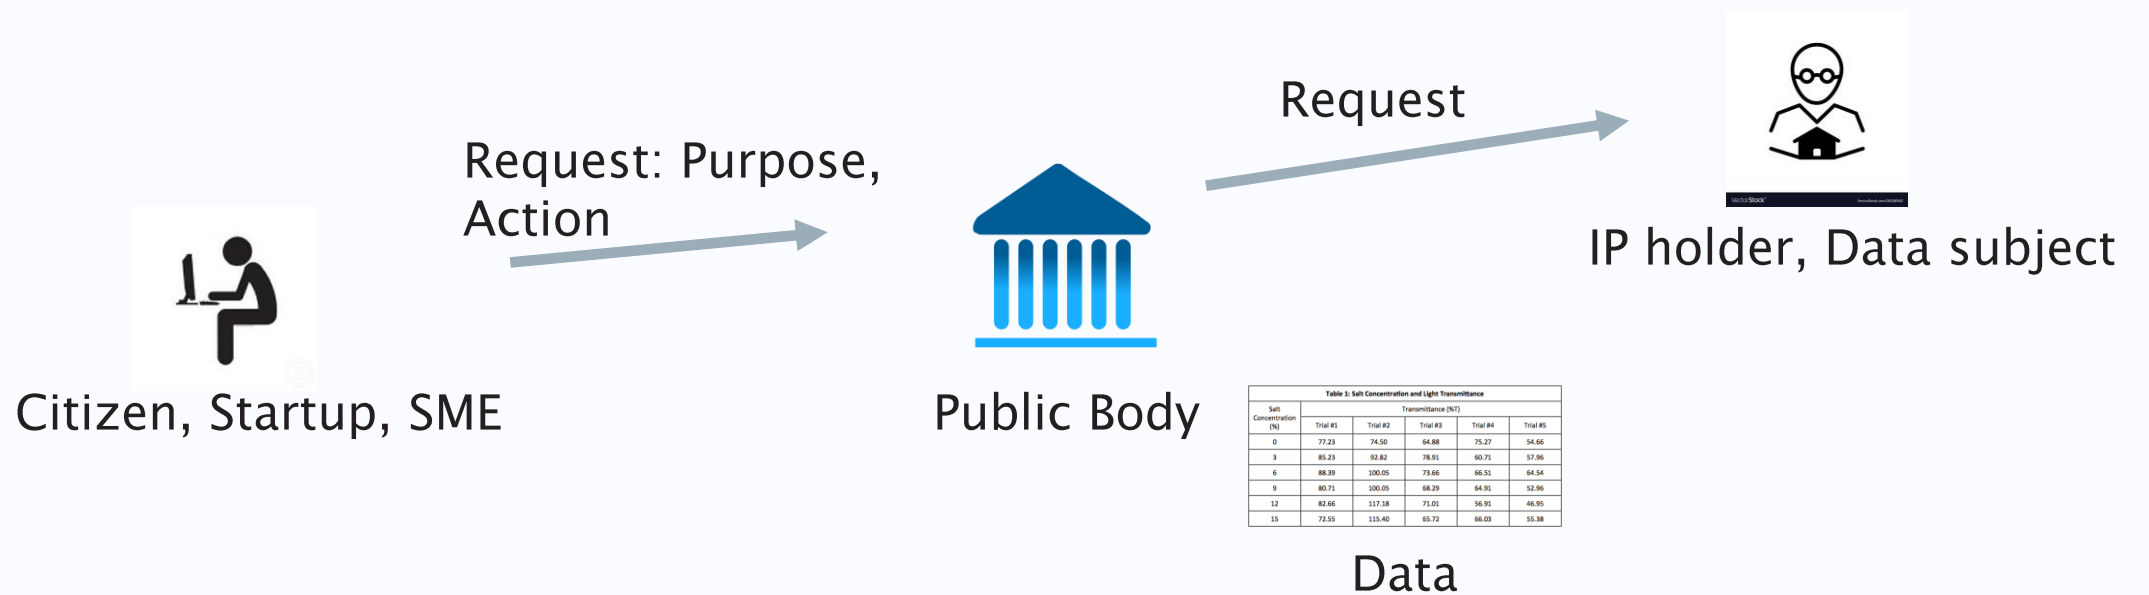 Request
VectorStock
Request: Purpose,
Action
IP holder, Data subject
Citizen, Startup, SME
Public Body
Table 1: Salt Concentration and Light Transmittance
Salt Concentration (%) Transmittance (%T)
Trial #1 Trial #2 Trial #3 Trial #4 Trial #5
0 77.23 74.50 64.88 75.27 54.66
3 85.23 92.82 78.91 60.71 57.96
6 88.39 100.05 73.66 66.51 64.54
9 80.71 100.05 68.29 64.91 52.96
12 82.66 117.18 71.01 56.91 46.95
15 72.55 115.40 65.72 66.03 55.38
Data